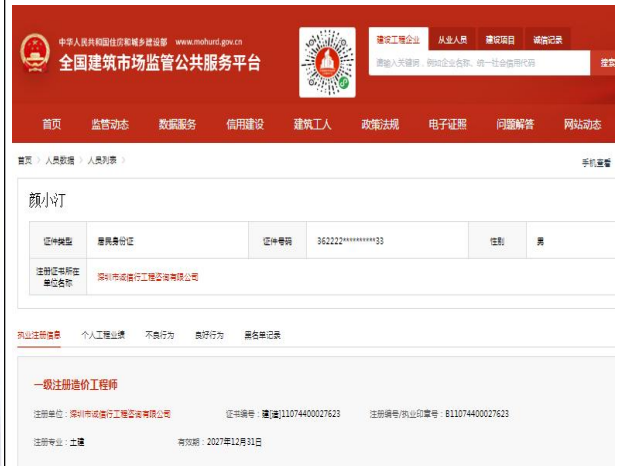 中华人民共和国住房和城乡建设部 www.mohurd.gov.cn
全国建筑市场监管公共服务平台
建设工程企业 从业人员 建设项目 诚信记录
请输入关键词，例如企业名称、统一社会信用代码
搜索
首页 监管动态 数据服务 信用建设 建筑工人 政策法规 电子证照 问题解答 网站动态
首页 > 人员数据 > 人员列表 >
手机查看
颜小汀
证件类型 居民身份证 证件号码 362222**********33 性别 男
注册证书所在
单位名称
深圳市诚信行工程咨询有限公司
执业注册信息 个人工程业绩 不良行为 良好行为 黑名单记录
一级注册造价工程师
注册单位：深圳市诚信行工程咨询有限公司 证书编号：建[造]11074400027623 注册编号/执业印章号：B11074400027623
注册专业：土建 有效期：2027年12月31日